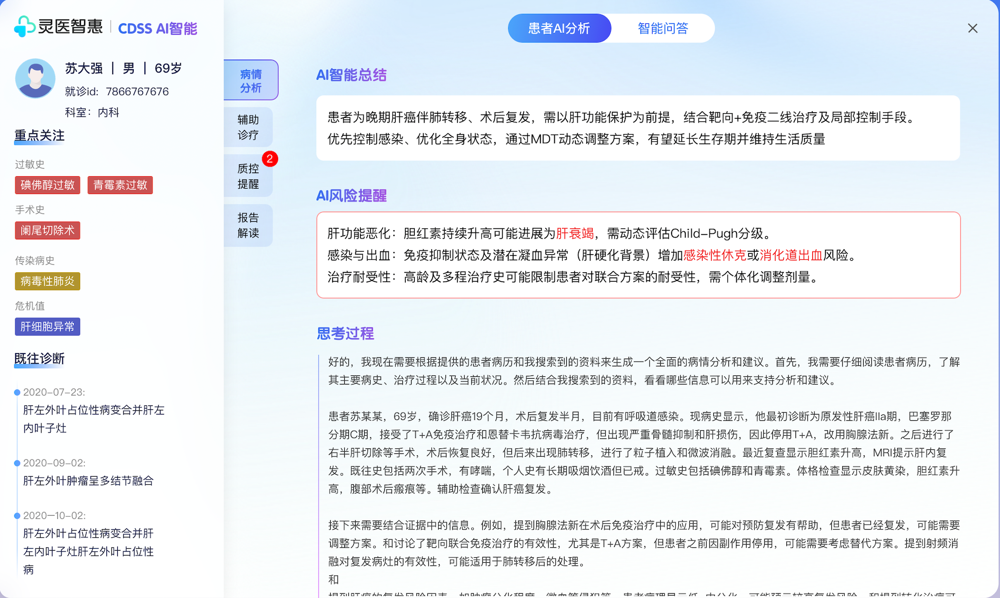 灵医智惠 | CDSS AI智能
患者AI分析
智能问答
苏大强 | 男 | 69岁
就诊id: 7866767676
科室：内科
重点关注
过敏史
碘佛醇过敏 青霉素过敏
手术史
阑尾切除术
传染病史
病毒性肺炎
危机值
肝细胞异常
既往诊断
2020-07-23:
肝左外叶占位性病变合并肝左
内叶子灶
2020-09-02:
肝左外叶肿瘤呈多结节融合
2020-10-02:
肝左外叶占位性病变合并肝
左内叶子灶肝左外叶占位性
病
病情
分析
辅助
诊疗
质控
提醒
2
报告
解读
AI智能总结
患者为晚期肝癌伴肺转移、术后复发，需以肝功能保护为前提，结合靶向+免疫二线治疗及局部控制手段。
优先控制感染、优化全身状态，通过MDT动态调整方案，有望延长生存期并维持生活质量
AI风险提醒
肝功能恶化：胆红素持续升高可能进展为肝衰竭，需动态评估Child-Pugh分级。
感染与出血：免疫抑制状态及潜在凝血异常（肝硬化背景）增加感染性休克或消化道出血风险。
治疗耐受性：高龄及多程治疗史可能限制患者对联合方案的耐受性，需个体化调整剂量。
思考过程
好的，我现在需要根据提供的患者病历和我搜索到的资料来生成一个全面的病情分析和建议。首先，我需要仔细阅读患者病历，了解
其主要病史、治疗过程以及当前状况。然后结合我搜索到的资料，看看哪些信息可以用来支持分析和建议。
患者苏某某，69岁，确诊肝癌19个月，术后复发半月，目前有呼吸道感染。现病史显示，他最初诊断为原发性肝癌IIa期，巴塞罗那
分期C期，接受了T+A免疫治疗和恩替卡韦抗病毒治疗，但出现严重骨髓抑制和肝损伤，因此停用T+A，改用胸腺法新。之后进行了
右半肝切除等手术，术后恢复良好，但后来出现肺转移，进行了粒子植入和微波消融。最近复查显示胆红素升高，MRI提示肝内复
发。既往史包括两次手术，有哮喘，个人史有长期吸烟饮酒但已戒。过敏史包括碘佛醇和青霉素。体格检查显示皮肤黄染，胆红素升
高，腹部术后瘢痕等。辅助检查确认肝癌复发。
接下来需要结合证据中的信息。例如，提到胸腺法新在术后免疫治疗中的应用，可能对预防复发有帮助，但患者已经复发，可能需要
调整方案。和讨论了靶向联合免疫治疗的有效性，尤其是T+A方案，但患者之前因副作用停用，可能需要考虑替代方案。提到射频消
融对复发病灶的有效性，可能适用于肺转移后的处理。
和